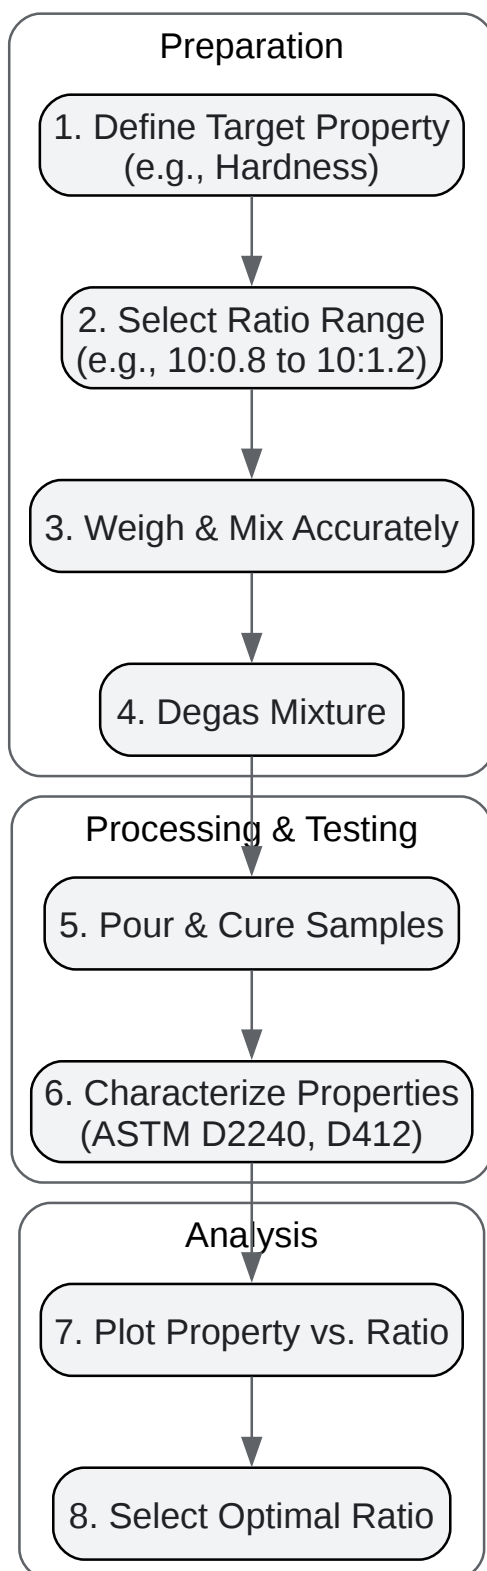 Preparation
1. Define Target Property
(e.g., Hardness)
2. Select Ratio Range
(e.g., 10:0.8 to 10:1.2)
3. Weigh & Mix Accurately
4. Degas Mixture
Processing & Testing
5. Pour & Cure Samples
6. Characterize Properties
(ASTM D2240, D412)
Analysis
7. Plot Property vs. Ratio
8. Select Optimal Ratio